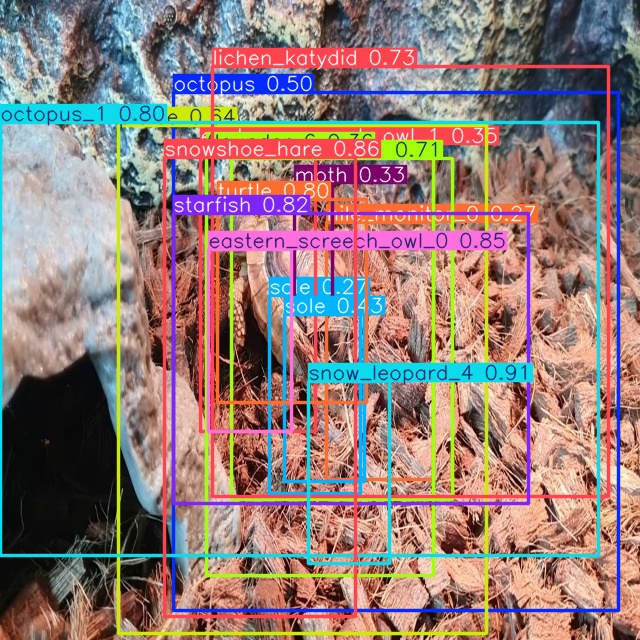 lichen_katydid 0.73
octopus 0.50
octopus_1 0.80
e 0.64
owl_1 0.35
snowshoe_hare 0.86
0.71
moth 0.33
turtle 0.80
starfish 0.82
eastern_screech_owl_0 0.85
sole 0.27
sole 0.43
snow_leopard_4 0.91